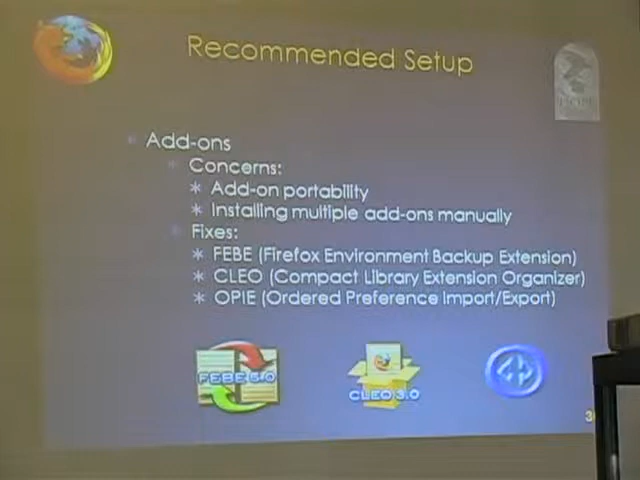 Recommended Setup
Add-ons
Concerns:
* Add-on portability
* Installing multiple add-ons manually
Fixes:
* FEBE (Firefox Environment Backup Extension)
* CLEO (Compact Library Extension Organizer)
* OPIE (Ordered Preference Import/Export)
FEBE 5.0
CLEO 3.0